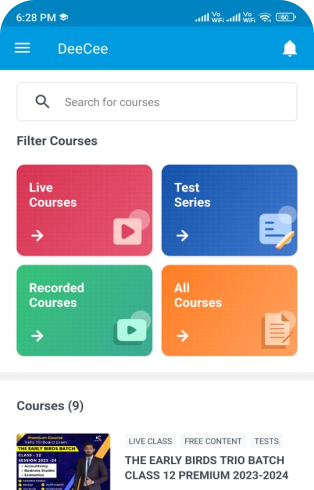 6:28 PM
Vo WiFi Vo WiFi 60
DeeCee
Search for courses
Filter Courses
Live Courses
Test Series
Recorded Courses
All Courses
Courses (9)
LIVE CLASS FREE CONTENT TESTS
THE EARLY BIRDS TRIO BATCH
CLASS 12 PREMIUM 2023-2024
Premium Course
THE EARLY BIRDS BATCH
CLASS - 12
SESSION 2023-24
Accountancy
Business Studies
Economics